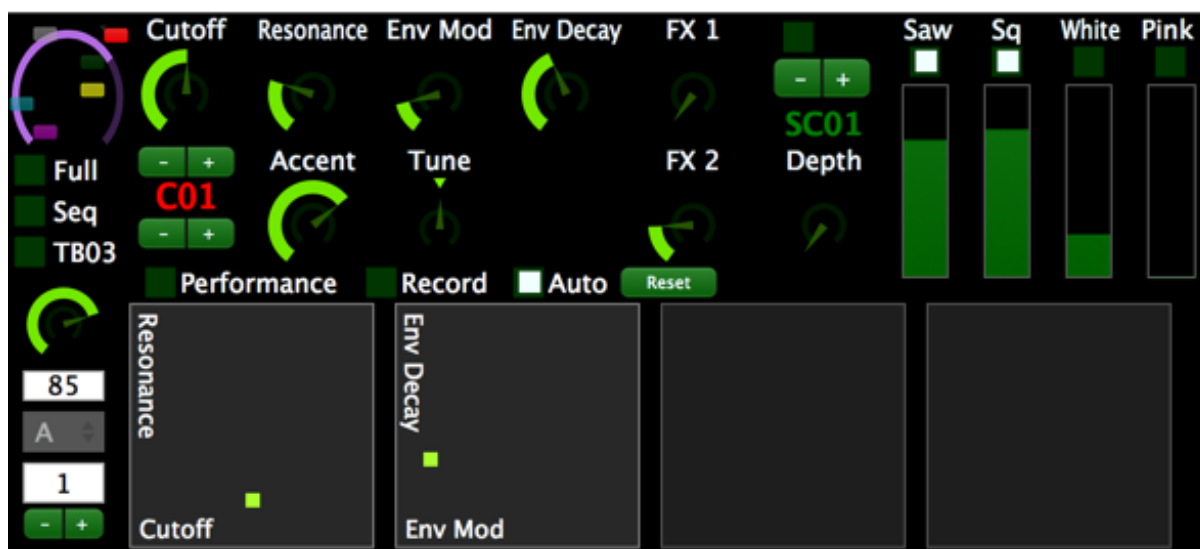 Cutoff Resonance Env Mod Env Decay FX 1 Saw Sq White Pink
- +
SC01
Full - + Accent Tune FX 2 Depth
C01
Seq
- +
TB03
Performance Record Auto Reset
Resonance
Env Decay
85
A
1
- + Cutoff Env Mod